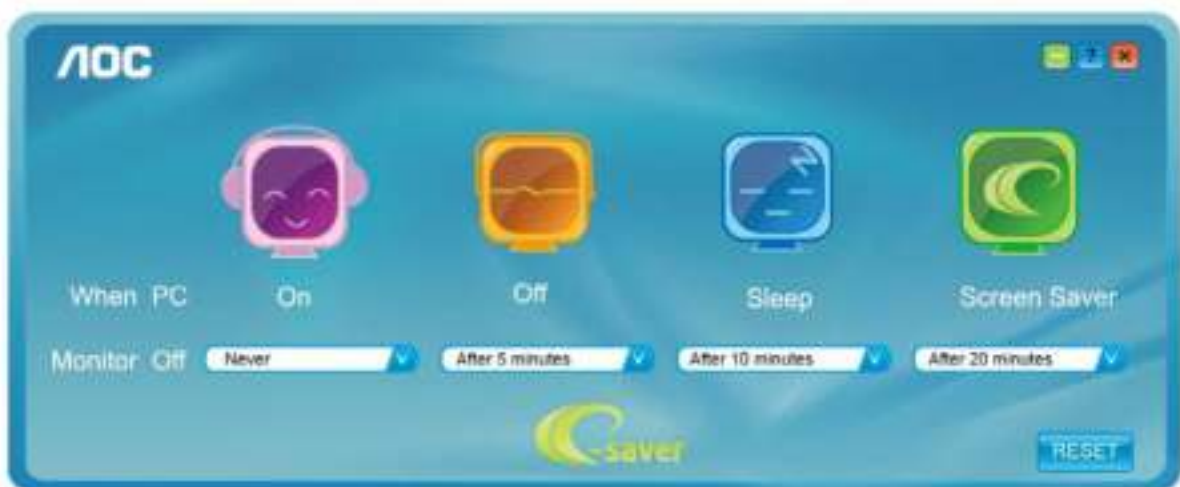 AOC
?
When PC On Off Sleep Screen Saver
Monitor Off Never After 5 minutes After 10 minutes After 20 minutes
e-saver
RESET